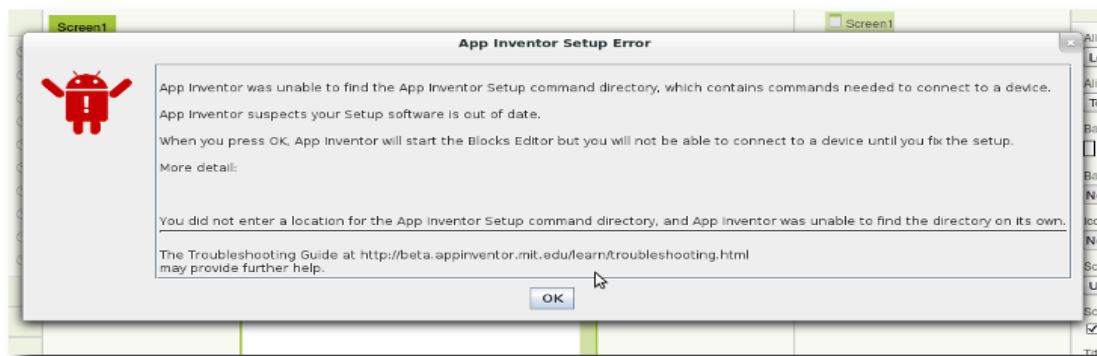 Screen1
Screen1
App Inventor Setup Error
App Inventor was unable to find the App Inventor Setup command directory, which contains commands needed to connect to a device.
App Inventor suspects your Setup software is out of date.
When you press OK, App Inventor will start the Blocks Editor but you will not be able to connect to a device until you fix the setup.
More detail:
You did not enter a location for the App Inventor Setup command directory, and App Inventor was unable to find the directory on its own.
The Troubleshooting Guide at http://beta.appinventor.mit.edu/learn/troubleshooting.html
may provide further help.
OK